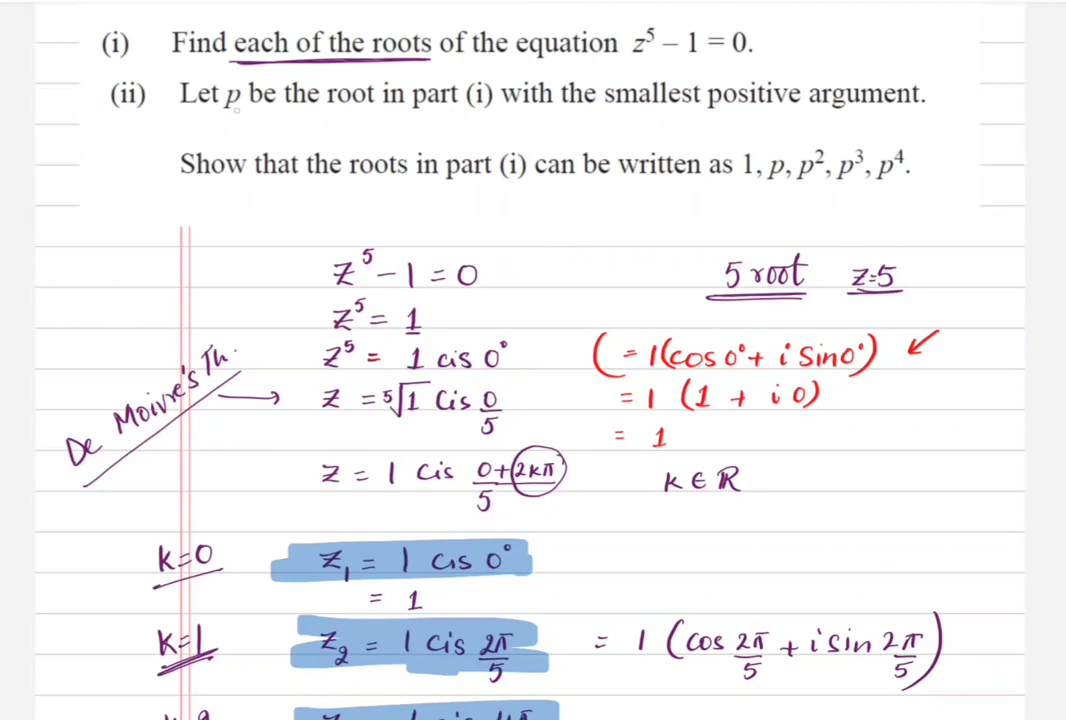 (i) Find each of the roots of the equation z⁵ – 1 = 0.
(ii) Let p be the root in part (i) with the smallest positive argument.
Show that the roots in part (i) can be written as 1, p, p², p³, p⁴.
z⁵ – 1 = 0
5 root z=5
z⁵ = 1
z⁵ = 1 cis 0°
(= 1(cos 0° + i sin 0°)
De Moivre's Th.
z = ⁵√1 cis 0/5
= 1 (1 + i 0)
= 1
z = 1 cis (0+2kπ)/5
k ∈ ℝ
k=0
z₁ = 1 cis 0°
= 1
k=1
z₂ = 1 cis 2π/5
= 1 (cos 2π/5 + i sin 2π/5)